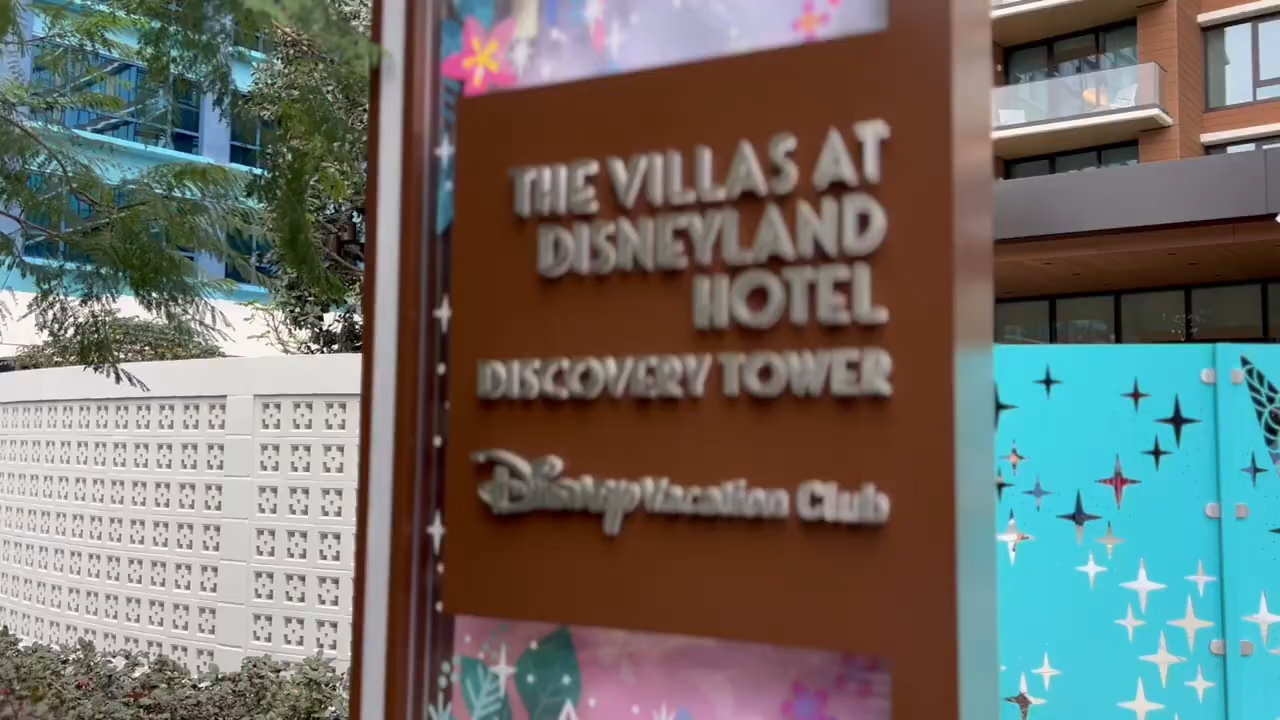 THE VILLAS AT
DISNEYLAND
HOTEL
DISCOVERY TOWER
Disney Vacation Club